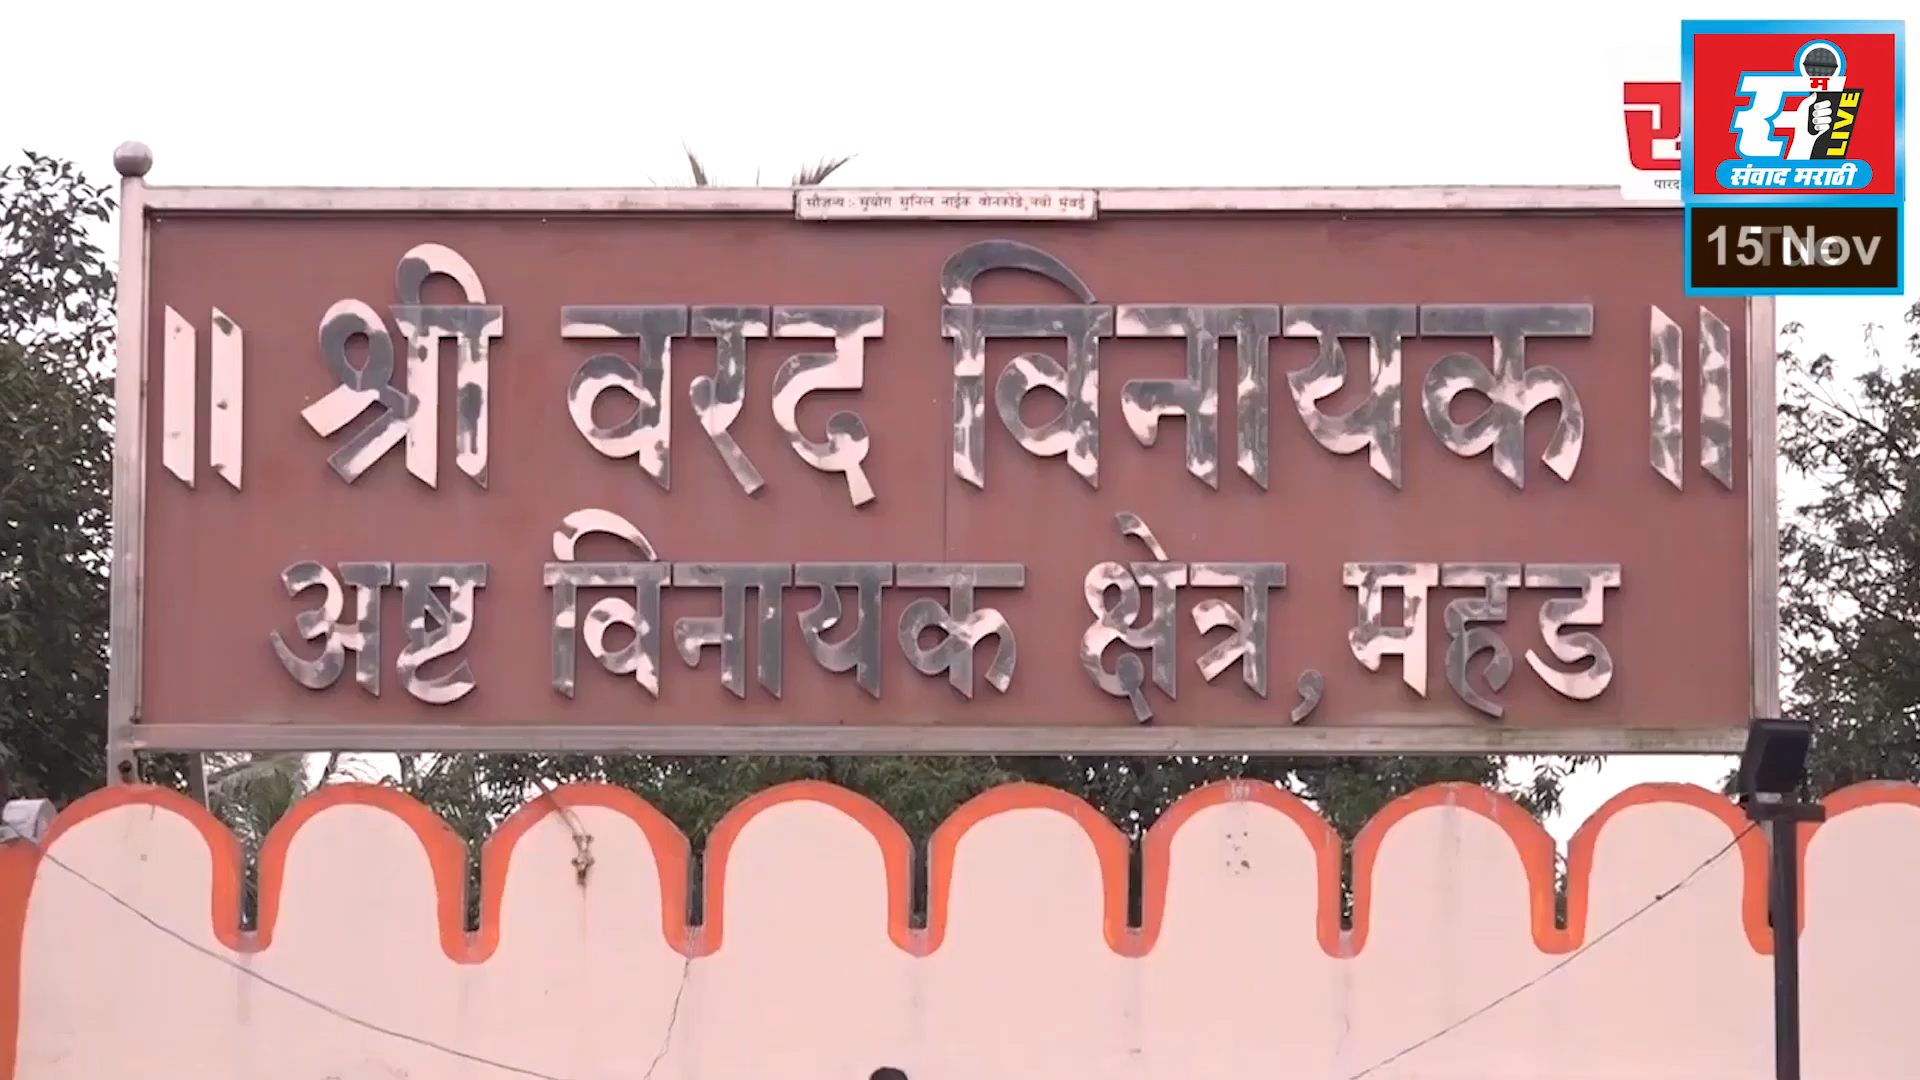 सौजन्य :- सुयोग सुनिल नाईक बोनकोडे, नवी मुंबई
॥ श्री वरद विनायक ॥
अष्ट विनायक क्षेत्र, महड
म
LIVE
संवाद मराठी
15 Nov